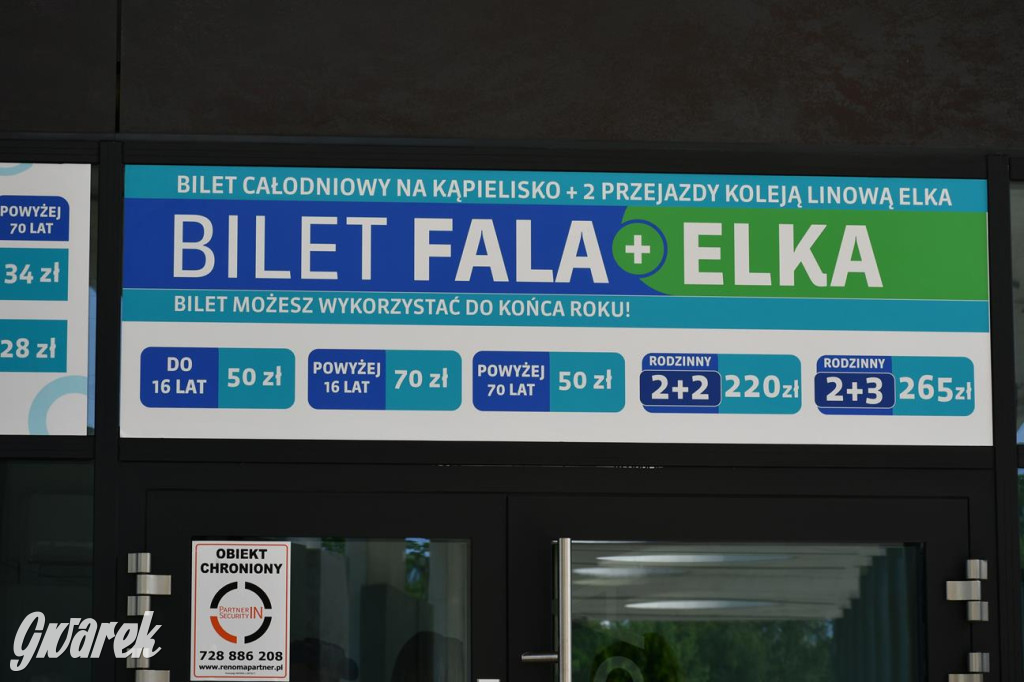 BILET CAŁODNIOWY NA KĄPIELISKO + 2 PRZEJAZDY KOLEJĄ LINOWĄ ELKA
BILET FALA + ELKA
BILET MOŻESZ WYKORZYSTAĆ DO KOŃCA ROKU!
DO
16 LAT
50 zł
POWYŻEJ
16 LAT
70 zł
POWYŻEJ
70 LAT
50 zł
RODZINNY
2+2
220zł
RODZINNY
2+3
265zł
POWYŻEJ
70 LAT
34 zł
28 zł
OBIEKT
CHRONIONY
PARTNER
SECURITY IN
728 886 208
www.renomapartner.pl
Gwarek